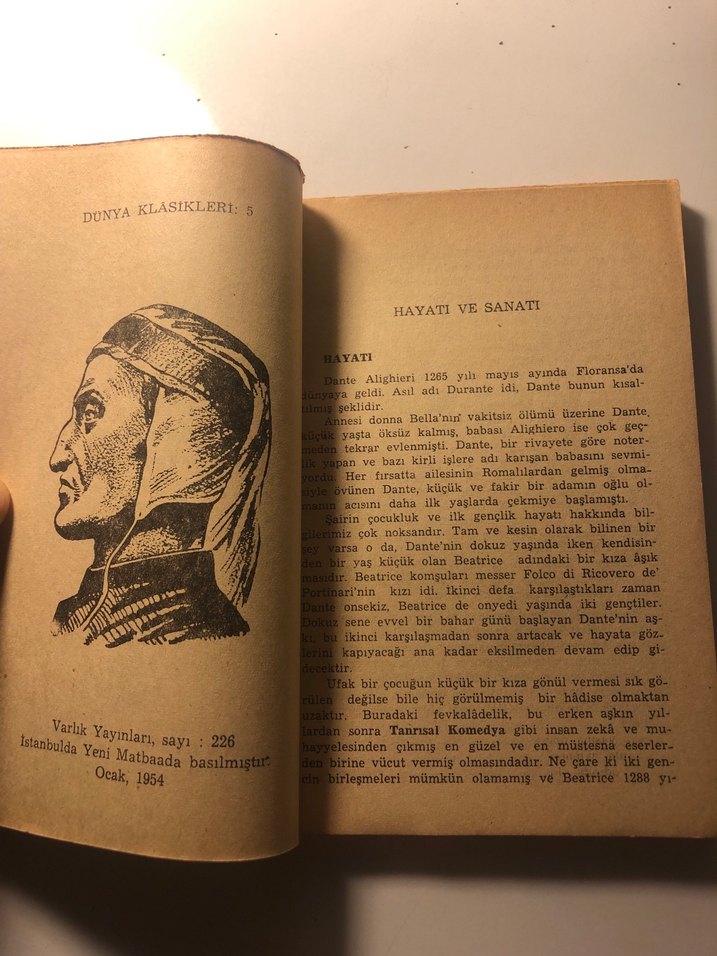 DÜNYA KLÂSİKLERİ: 5
Varlık Yayınları, sayı : 226
İstanbulda Yeni Matbaada basılmıştır.
Ocak, 1954
HAYATI VE SANATI
HAYATI
Dante Alighieri 1265 yılı mayıs ayında Floransa'da
dünyaya geldi. Asıl adı Durante idi, Dante bunun kısal-
tılmış şeklidir.
Annesi donna Bella'nın vakitsiz ölümü üzerine Dante
küçük yaşta öksüz kalmış, babası Alighiero ise çok geç-
meden tekrar evlenmişti. Dante, bir rivayete göre noter-
lik yapan ve bazı kirli işlere adı karışan babasını sevmi-
yordu. Her fırsatta ailesinin Romalılardan gelmiş olma-
siyle övünen Dante, küçük ve fakir bir adamın oğlu ol-
manın acısını daha ilk yaşlarda çekmiye başlamıştı.
Şairin çocukluk ve ilk gençlik hayatı hakkında bil-
gilerimiz çok noksandır. Tam ve kesin olarak bilinen bir
şey varsa o da, Dante'nin dokuz yaşında iken kendisin-
den bir yaş küçük olan Beatrice adındaki bir kıza âşık
masıdır. Beatrice komşuları messer Folco di Ricovero de'
Portinari'nin kızı idi. İkinci defa karşılaştıkları zaman
Dante onsekiz, Beatrice de onyedi yaşında iki gençtiler.
Dokuz sene evvel bir bahar günü başlayan Dante'nin aş-
kı, bu ikinci karşılaşmadan sonra artacak ve hayata göz-
lerini kapıyacağı ana kadar eksilmeden devam edip gi-
decektir.
Ufak bir çocuğun küçük bir kıza gönül vermesi sık gö-
rülen değilse bile hiç görülmemiş bir hâdise olmaktan
uzaktır. Buradaki fevkalâdelik, bu erken aşkın yıl-
lardan sonra Tanrısal Komedya gibi insan zekâ ve mu-
hayyelesinden çıkmış en güzel ve en müstesna eserler-
den birine vücut vermiş olmasındadır. Ne çare ki iki gen-
cin birleşmeleri mümkün olamamış ve Beatrice 1288 yı-